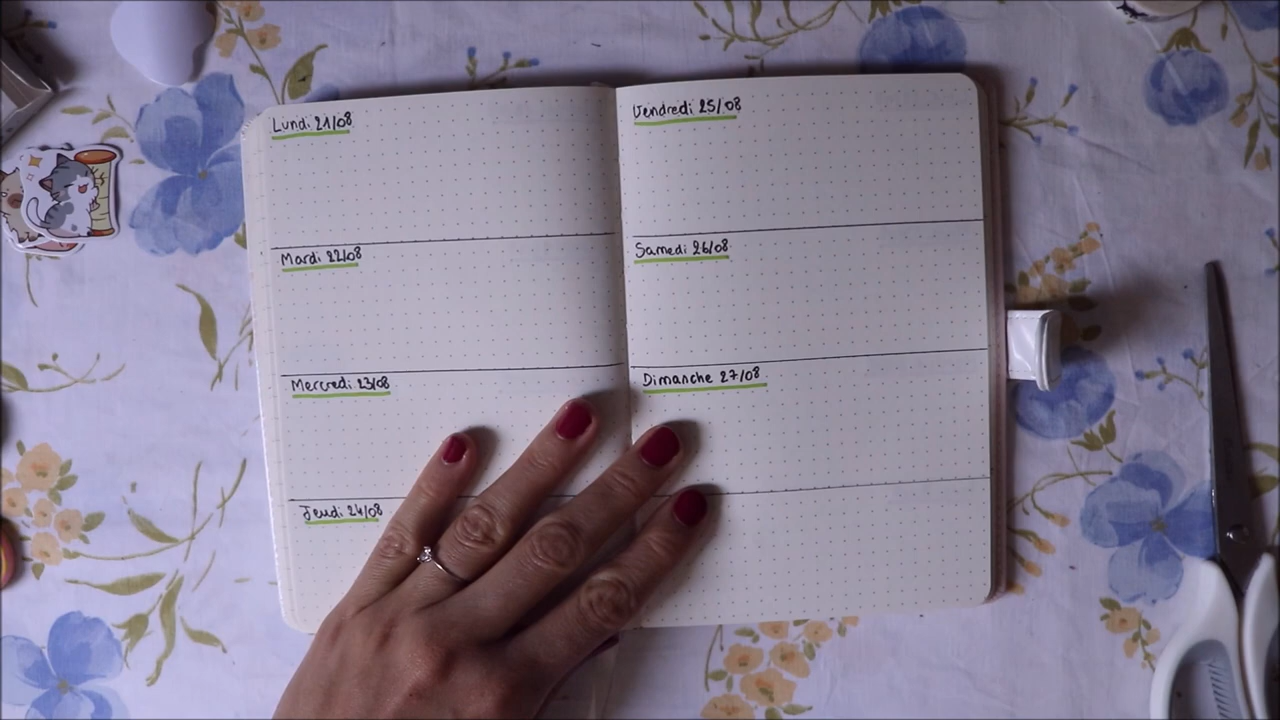 Lundi 21/08
Mardi 22/08
Mercredi 23/08
Jeudi 24/08
Vendredi 25/08
Samedi 26/08
Dimanche 27/08